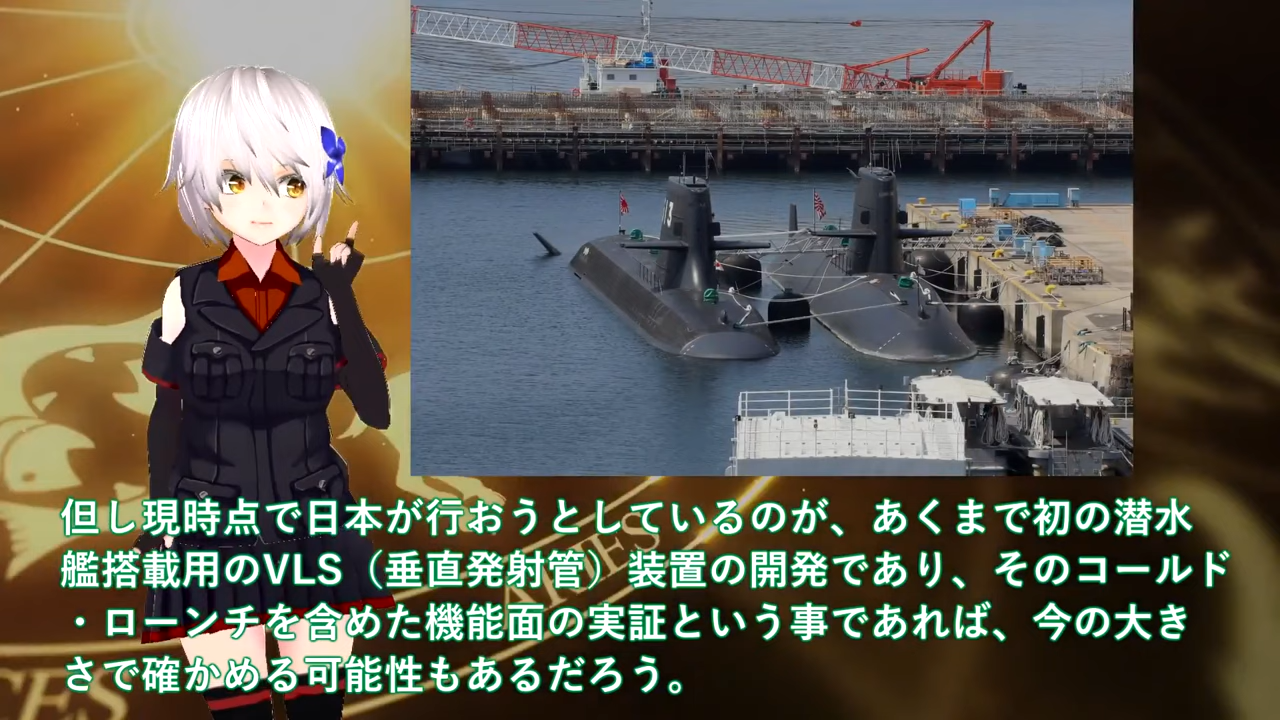 但し現時点で日本が行おうとしているのが、あくまで初の潜水
艦搭載用のVLS（垂直発射管）装置の開発であり、そのコールド
・ローンチを含めた機能面の実証という事であれば、今の大き
さで確かめる可能性もあるだろう。
ARIES
CES